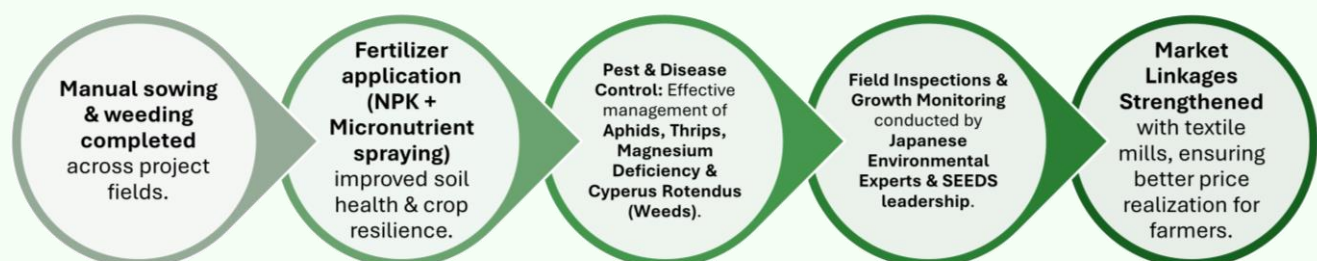 Manual sowing
& weeding
completed
across project
fields.
Fertilizer
application
(NPK +
Micronutrient
spraying)
improved soil
health & crop
resilience.
Pest & Disease
Control: Effective
management of
Aphids, Thrips,
Magnesium
Deficiency &
Cyperus Rotendus
(Weeds).
Field Inspections &
Growth Monitoring
conducted by
Japanese
Environmental
Experts & SEEDS
leadership.
Market
Linkages
Strengthened
with textile
mills, ensuring
better price
realization for
farmers.